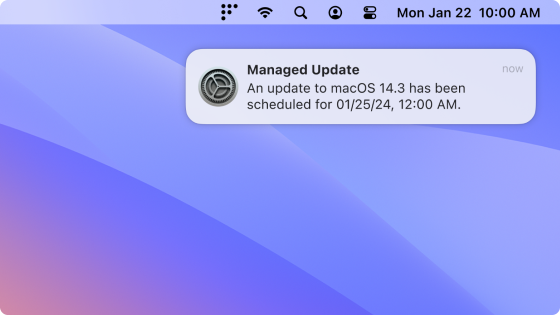 Mon Jan 22 10:00 AM
Managed Update
now
An update to macOS 14.3 has been
scheduled for 01/25/24, 12:00 AM.